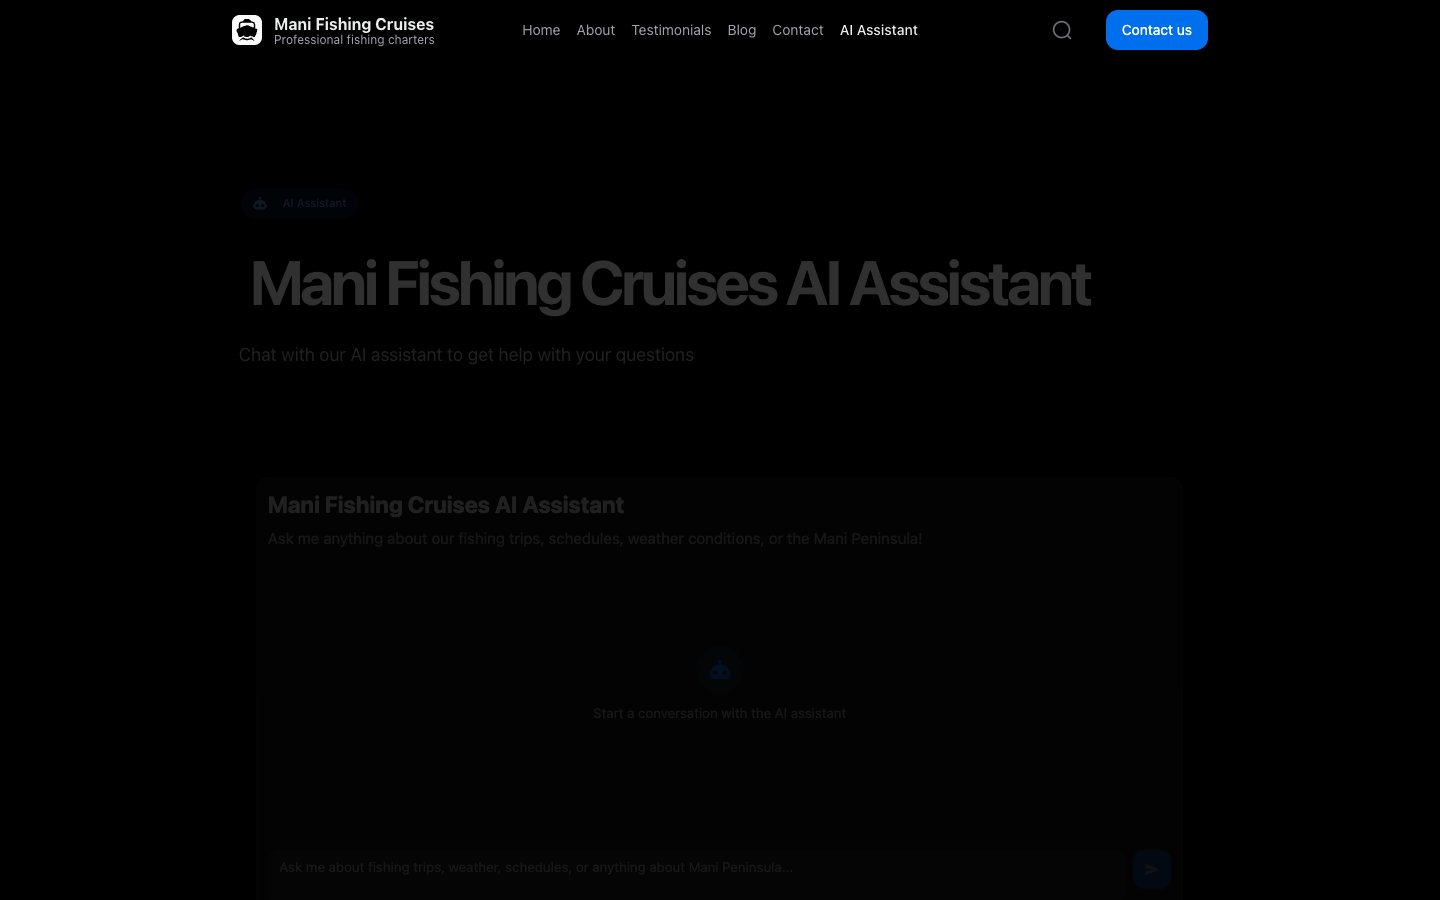 Mani Fishing Cruises
Professional fishing charters
Home About Testimonials Blog Contact AI Assistant
Contact us
AI Assistant
Mani Fishing Cruises AI Assistant
Chat with our AI assistant to get help with your questions
Mani Fishing Cruises AI Assistant
Ask me anything about our fishing trips, schedules, weather conditions, or the Mani Peninsula!
Start a conversation with the AI assistant
Ask me about fishing trips, weather, schedules, or anything about Mani Peninsula...